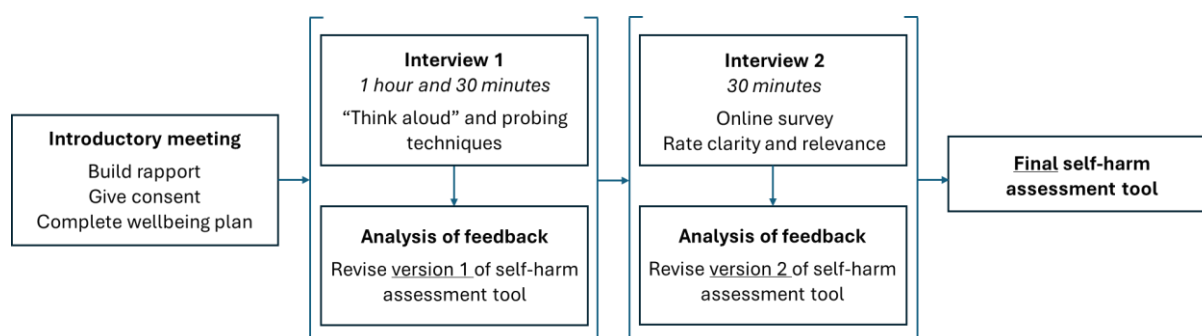 Introductory meeting
Build rapport
Give consent
Complete wellbeing plan
Interview 1
1 hour and 30 minutes
“Think aloud” and probing
techniques
Analysis of feedback
Revise version 1 of self-harm
assessment tool
Interview 2
30 minutes
Online survey
Rate clarity and relevance
Analysis of feedback
Revise version 2 of self-harm
assessment tool
Final self-harm
assessment tool